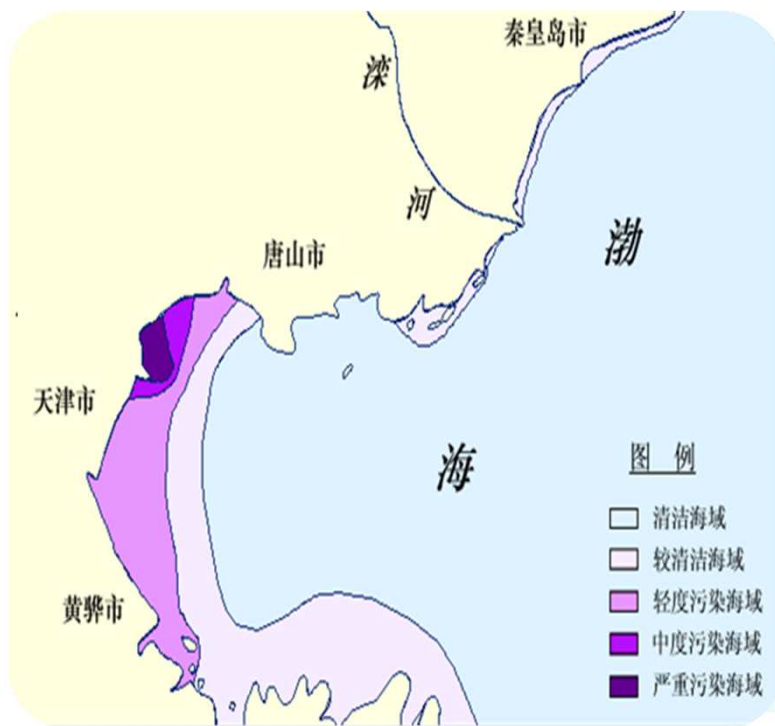 秦皇岛市
滦
河
渤
唐山市
天津市
海
图 例
清洁海域
较清洁海域
轻度污染海域
黄骅市
中度污染海域
严重污染海域